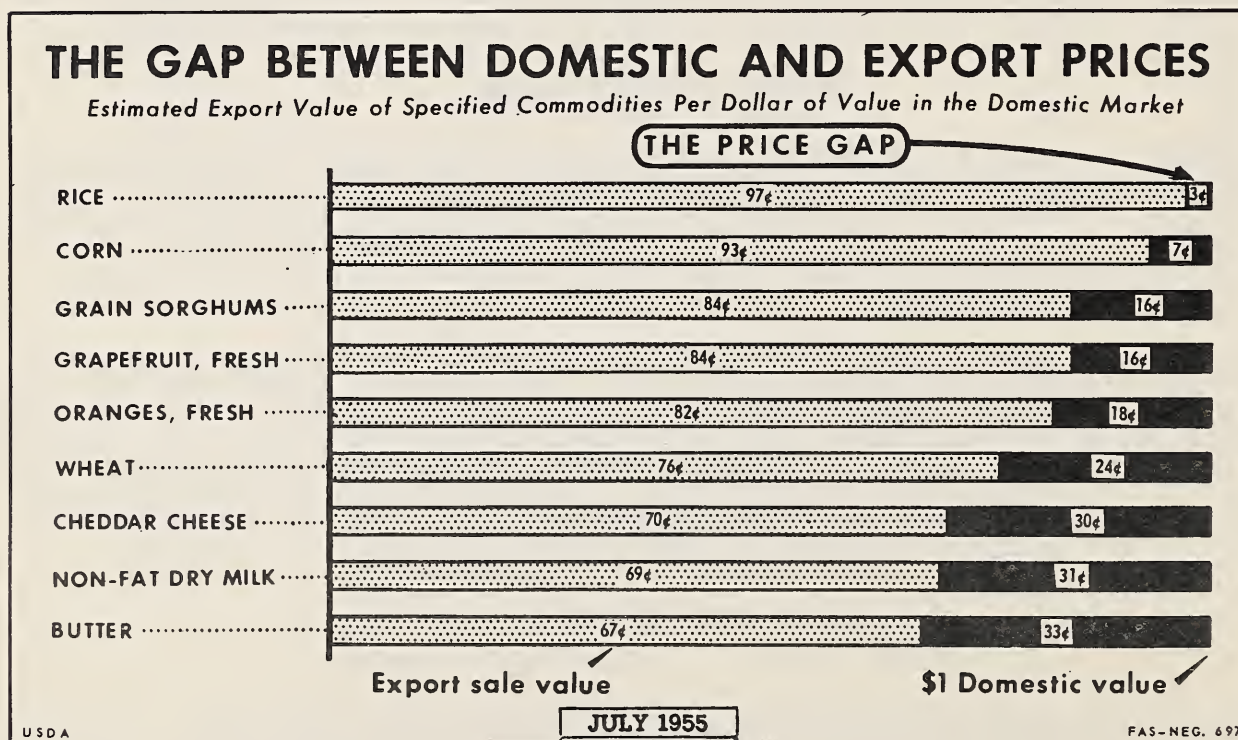 THE GAP BETWEEN DOMESTIC AND EXPORT PRICES
Estimated Export Value of Specified Commodities Per Dollar of Value in the Domestic Market
THE PRICE GAP
RICE 97¢ 3¢
CORN 93¢ 7¢
GRAIN SORGHUMS 84¢ 16¢
GRAPEFRUIT, FRESH 84¢ 16¢
ORANGES, FRESH 82¢ 18¢
WHEAT 76¢ 24¢
CHEDDAR CHEESE 70¢ 30¢
NON-FAT DRY MILK 69¢ 31¢
BUTTER 67¢ 33¢
Export sale value $1 Domestic value
JULY 1955
USDA FAS-NEG. 697